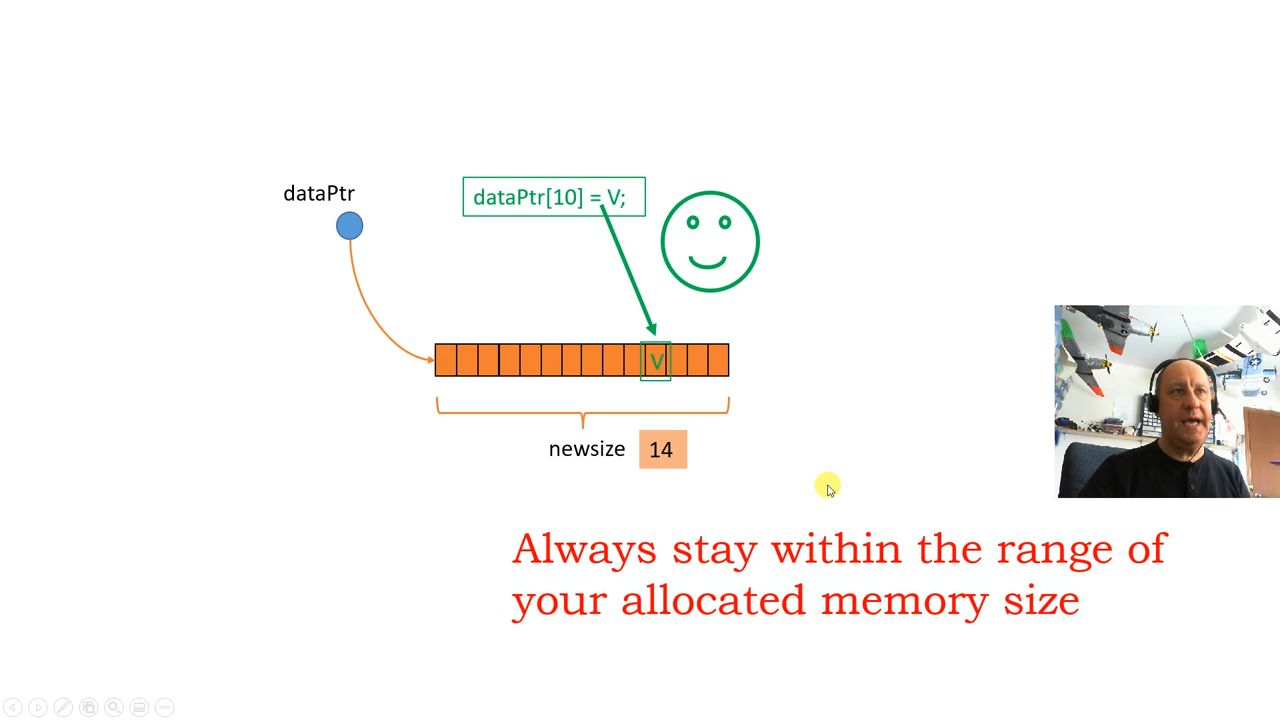 dataPtr
dataPtr[10] = V;
V
newsize 14
Always stay within the range of
your allocated memory size